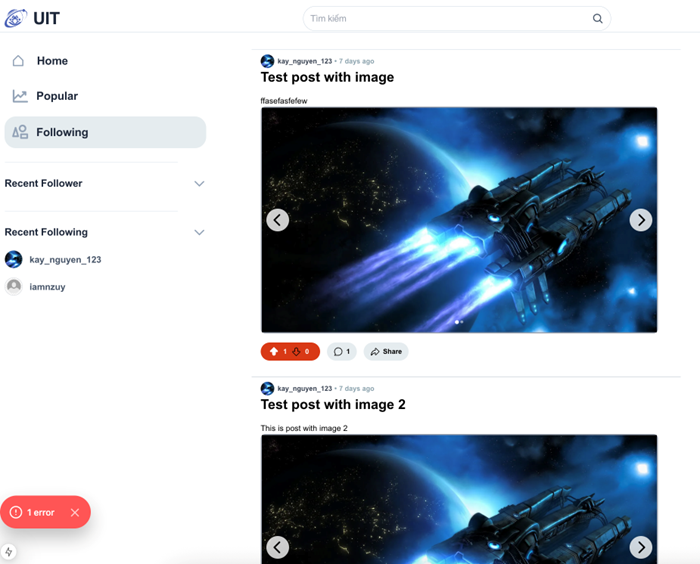 UIT
Tìm kiếm
Home
Popular
Following
Recent Follower
Recent Following
kay_nguyen_123
iamnzuy
kay_nguyen_123 • 7 days ago
Test post with image
ffasefasfefew
1 0
1
Share
kay_nguyen_123 • 7 days ago
Test post with image 2
This is post with image 2
1 error